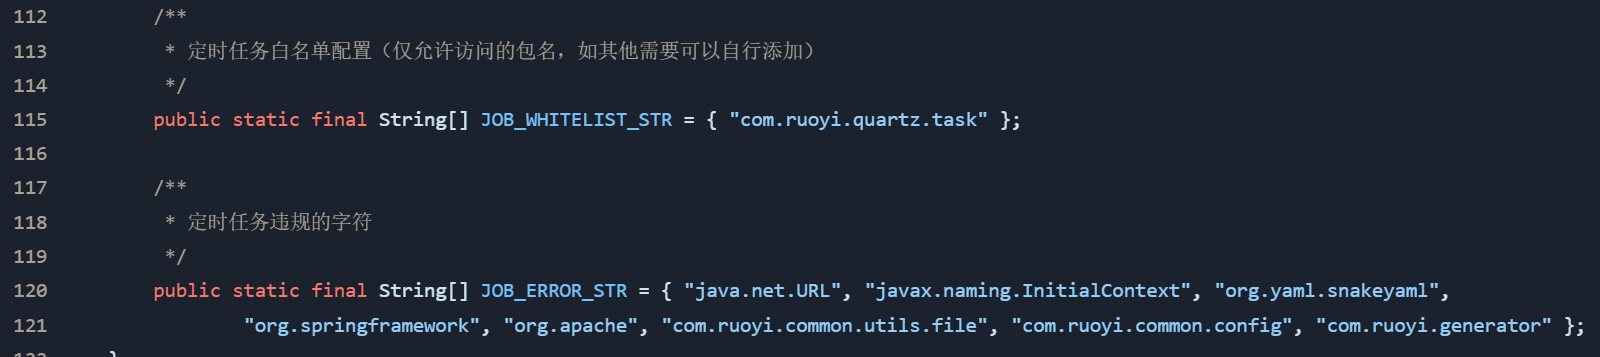 112 /**
113 * 定时任务白名单配置（仅允许访问的包名，如其他需要可以自行添加）
114 */
115 public static final String[] JOB_WHITELIST_STR = { "com.ruoyi.quartz.task" };
116
117 /**
118 * 定时任务违规的字符
119 */
120 public static final String[] JOB_ERROR_STR = { "java.net.URL", "javax.naming.InitialContext", "org.yaml.snakeyaml",
121 "org.springframework", "org.apache", "com.ruoyi.common.utils.file", "com.ruoyi.common.config", "com.ruoyi.generator" };